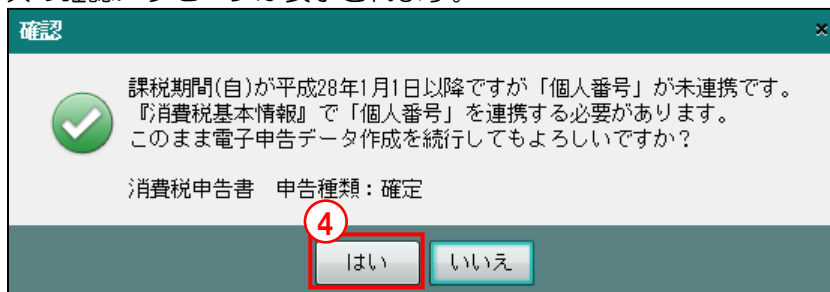 確認
課税期間(自)が平成28年1月1日以降ですが「個人番号」が未連携です。
『消費税基本情報』で「個人番号」を連携する必要があります。
このまま電子申告データ作成を続行してもよろしいですか？
消費税申告書　申告種類：確定
④
はい　いいえ